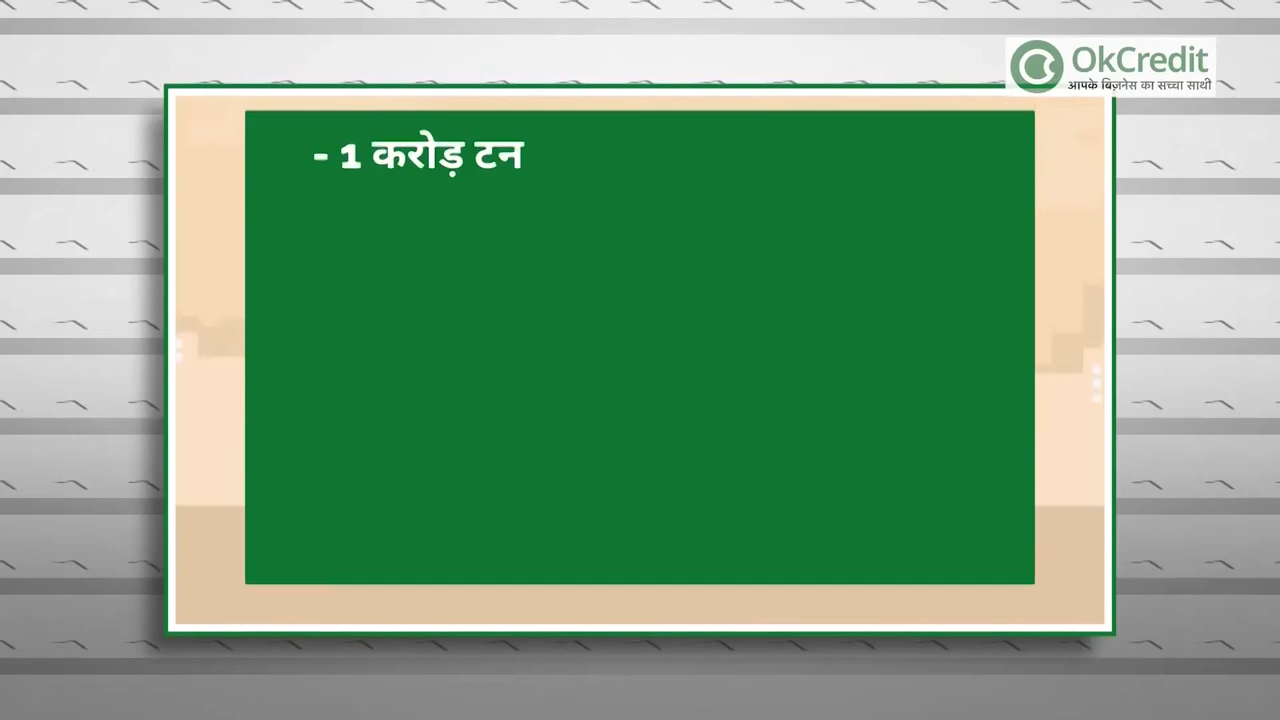 OkCredit
आपके बिज़नेस का सच्चा साथी
- 1 करोड़ टन